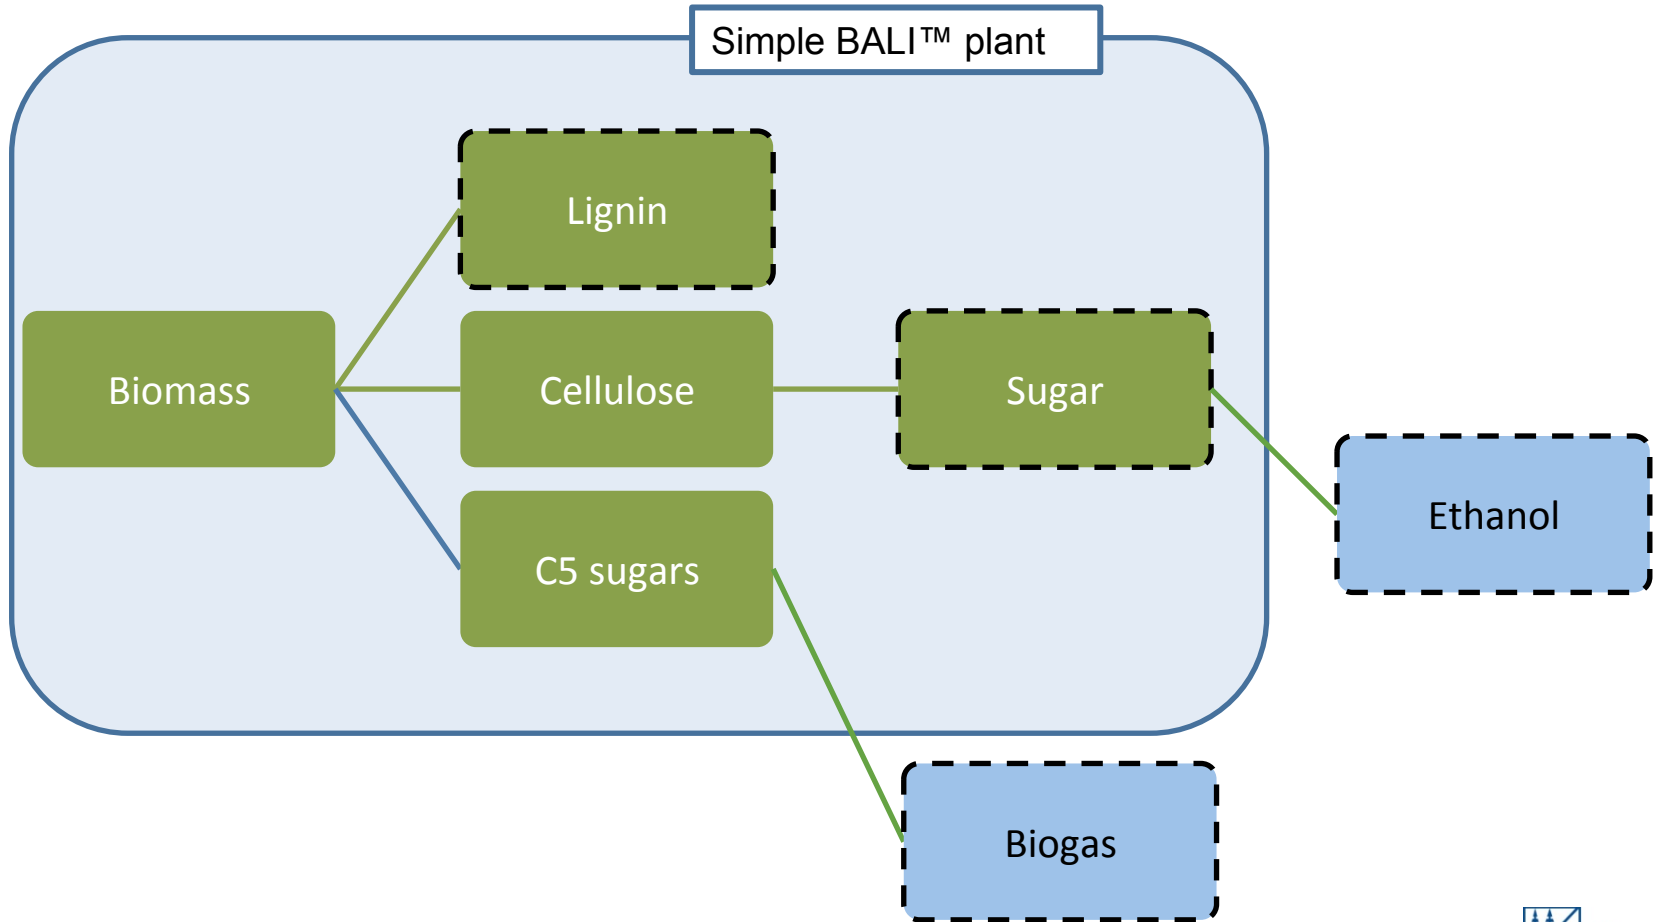 Simple BALI™ plant
Lignin
Biomass
Cellulose
Sugar
Ethanol
C5 sugars
Biogas